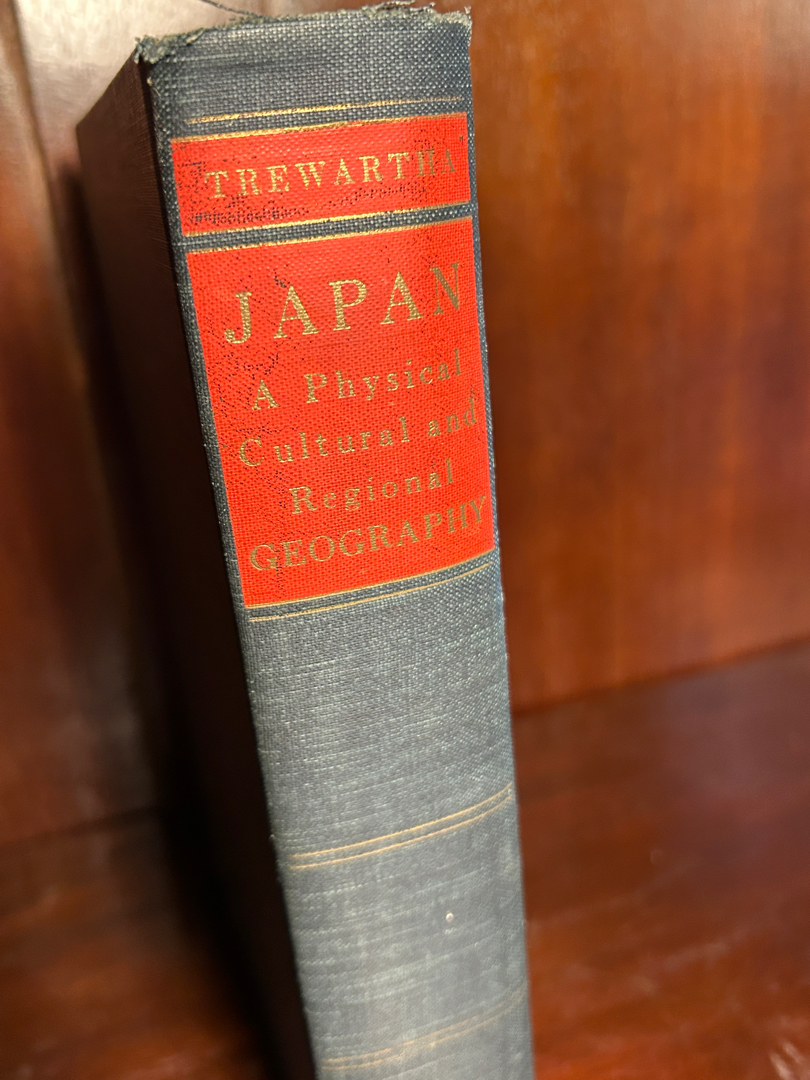 TREWARTHA
JAPAN
A Physical
Cultural and
Regional
GEOGRAPHY